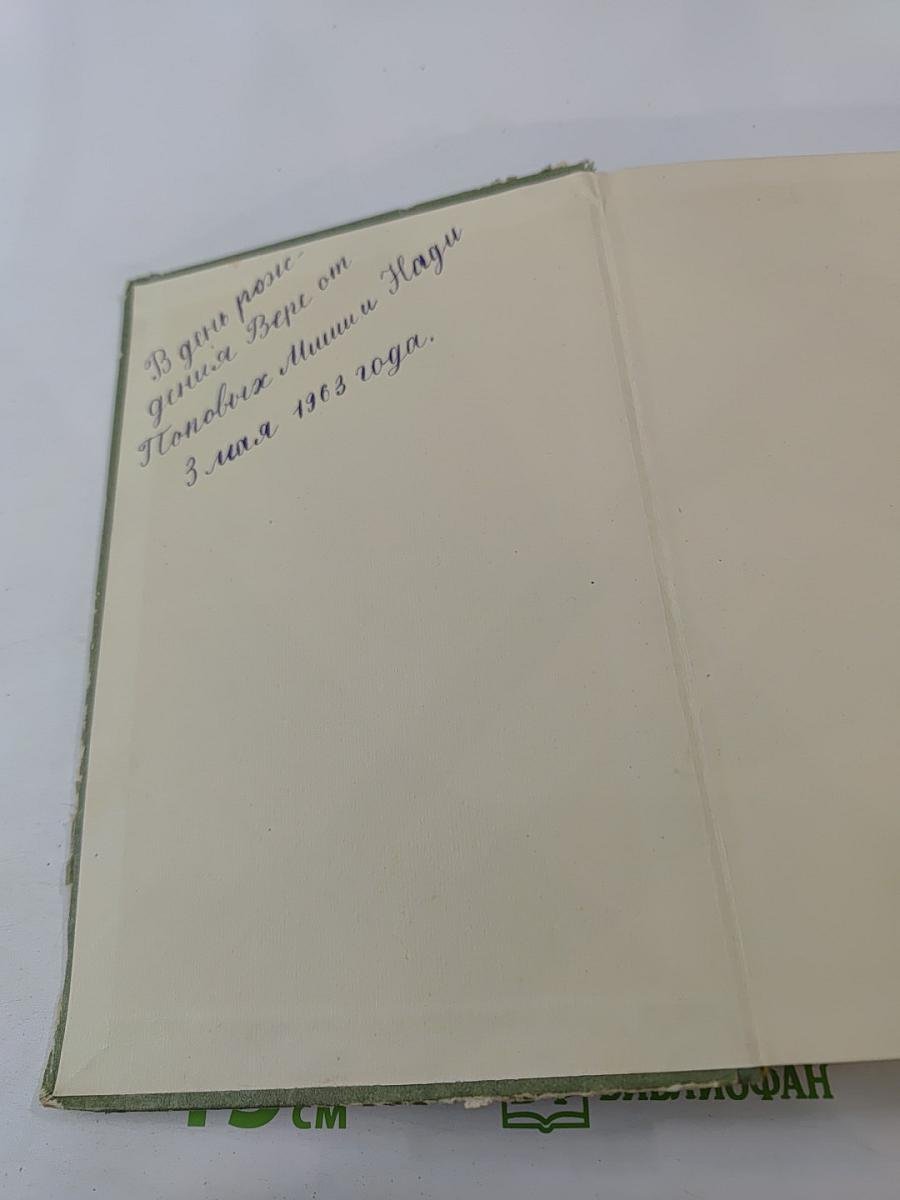 В день рож-
дения Вере от
Поповых Миши и Нади
3 мая 1963 года.
СМ
БИБЛИОФАН